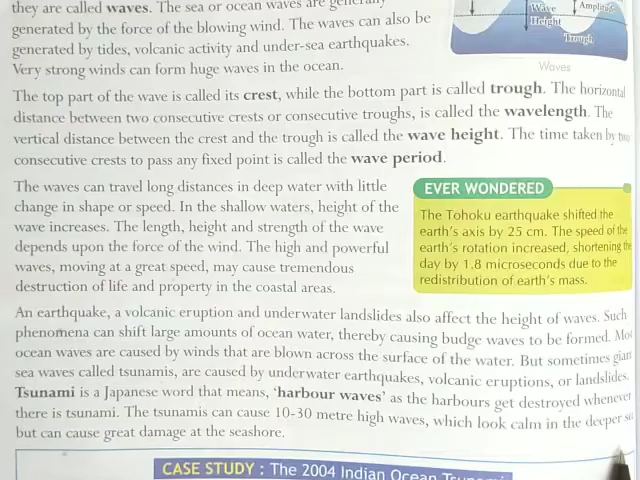 they are called waves. The sea or ocean waves are generally
generated by the force of the blowing wind. The waves can also be
generated by tides, volcanic activity and under-sea earthquakes.
Very strong winds can form huge waves in the ocean.
Wave
Height
Amplitu
Trough
Waves
The top part of the wave is called its crest, while the bottom part is called trough. The horizontal
distance between two consecutive crests or consecutive troughs, is called the wavelength. The
vertical distance between the crest and the trough is called the wave height. The time taken by two
consecutive crests to pass any fixed point is called the wave period.
The waves can travel long distances in deep water with little
change in shape or speed. In the shallow waters, height of the
wave increases. The length, height and strength of the wave
depends upon the force of the wind. The high and powerful
waves, moving at a great speed, may cause tremendous
destruction of life and property in the coastal areas.
EVER WONDERED
The Tohoku earthquake shifted the
earth's axis by 25 cm. The speed of the
earth's rotation increased, shortening the
day by 1.8 microseconds due to the
redistribution of earth's mass.
An earthquake, a volcanic eruption and underwater landslides also affect the height of waves. Such
phenomena can shift large amounts of ocean water, thereby causing budge waves to be formed. Mos
ocean waves are caused by winds that are blown across the surface of the water. But sometimes giant
sea waves called tsunamis, are caused by underwater earthquakes, volcanic eruptions, or landslides.
Tsunami is a Japanese word that means, 'harbour waves' as the harbours get destroyed whenever
there is tsunami. The tsunamis can cause 10-30 metre high waves, which look calm in the deeper se
but can cause great damage at the seashore.
CASE STUDY : The 2004 Indian Ocean Tsunami